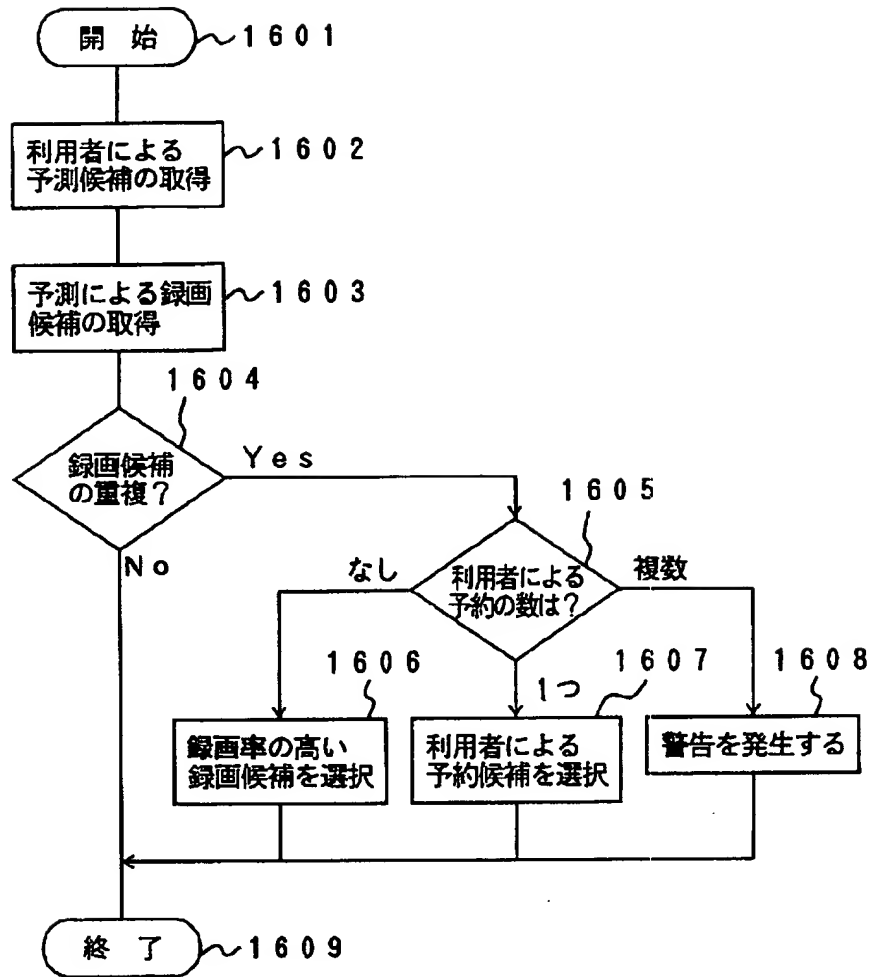 開 始
1601
利用者による
予測候補の取得
1602
予測による録画
候補の取得
1603
1604
録画候補
の重複?
Yes
No
1605
利用者による
予約の数は?
なし
複数
1つ
1606
録画率の高い
録画候補を選択
1607
利用者による
予約候補を選択
1608
警告を発生する
終 了
1609